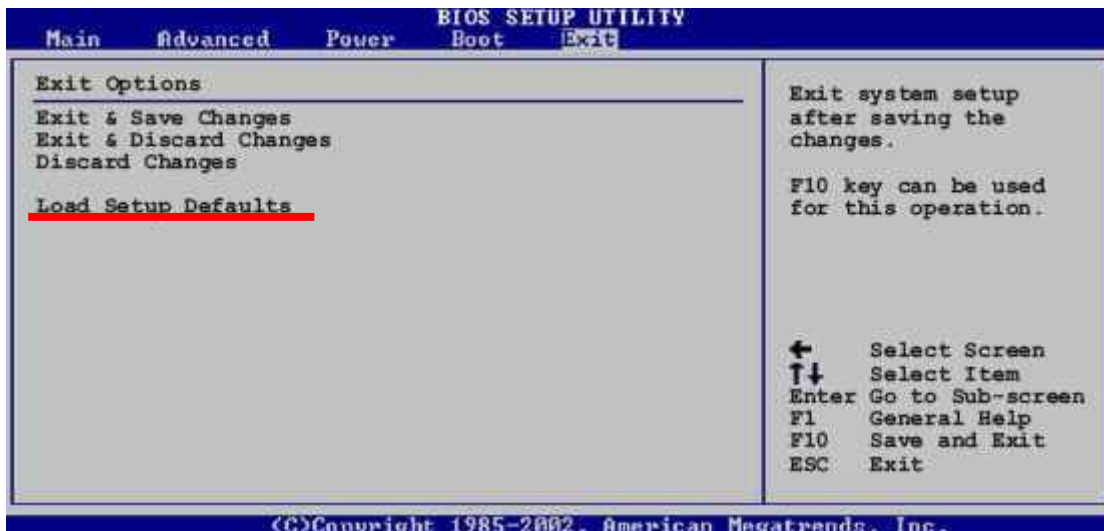 BIOS SETUP UTILITY
Main Advanced Power Boot Exit
Exit Options
Exit & Save Changes
Exit & Discard Changes
Discard Changes
Load Setup Defaults
Exit system setup
after saving the
changes.
F10 key can be used
for this operation.
← Select Screen
↑↓ Select Item
Enter Go to Sub-screen
F1 General Help
F10 Save and Exit
ESC Exit
(C)Copyright 1985-2002, American Megatrends, Inc.